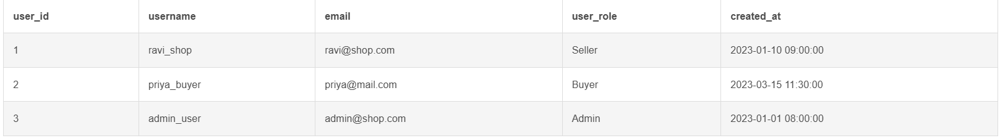 user_id username email user_role created_at
1 ravi_shop ravi@shop.com Seller 2023-01-10 09:00:00
2 priya_buyer priya@mail.com Buyer 2023-03-15 11:30:00
3 admin_user admin@shop.com Admin 2023-01-01 08:00:00